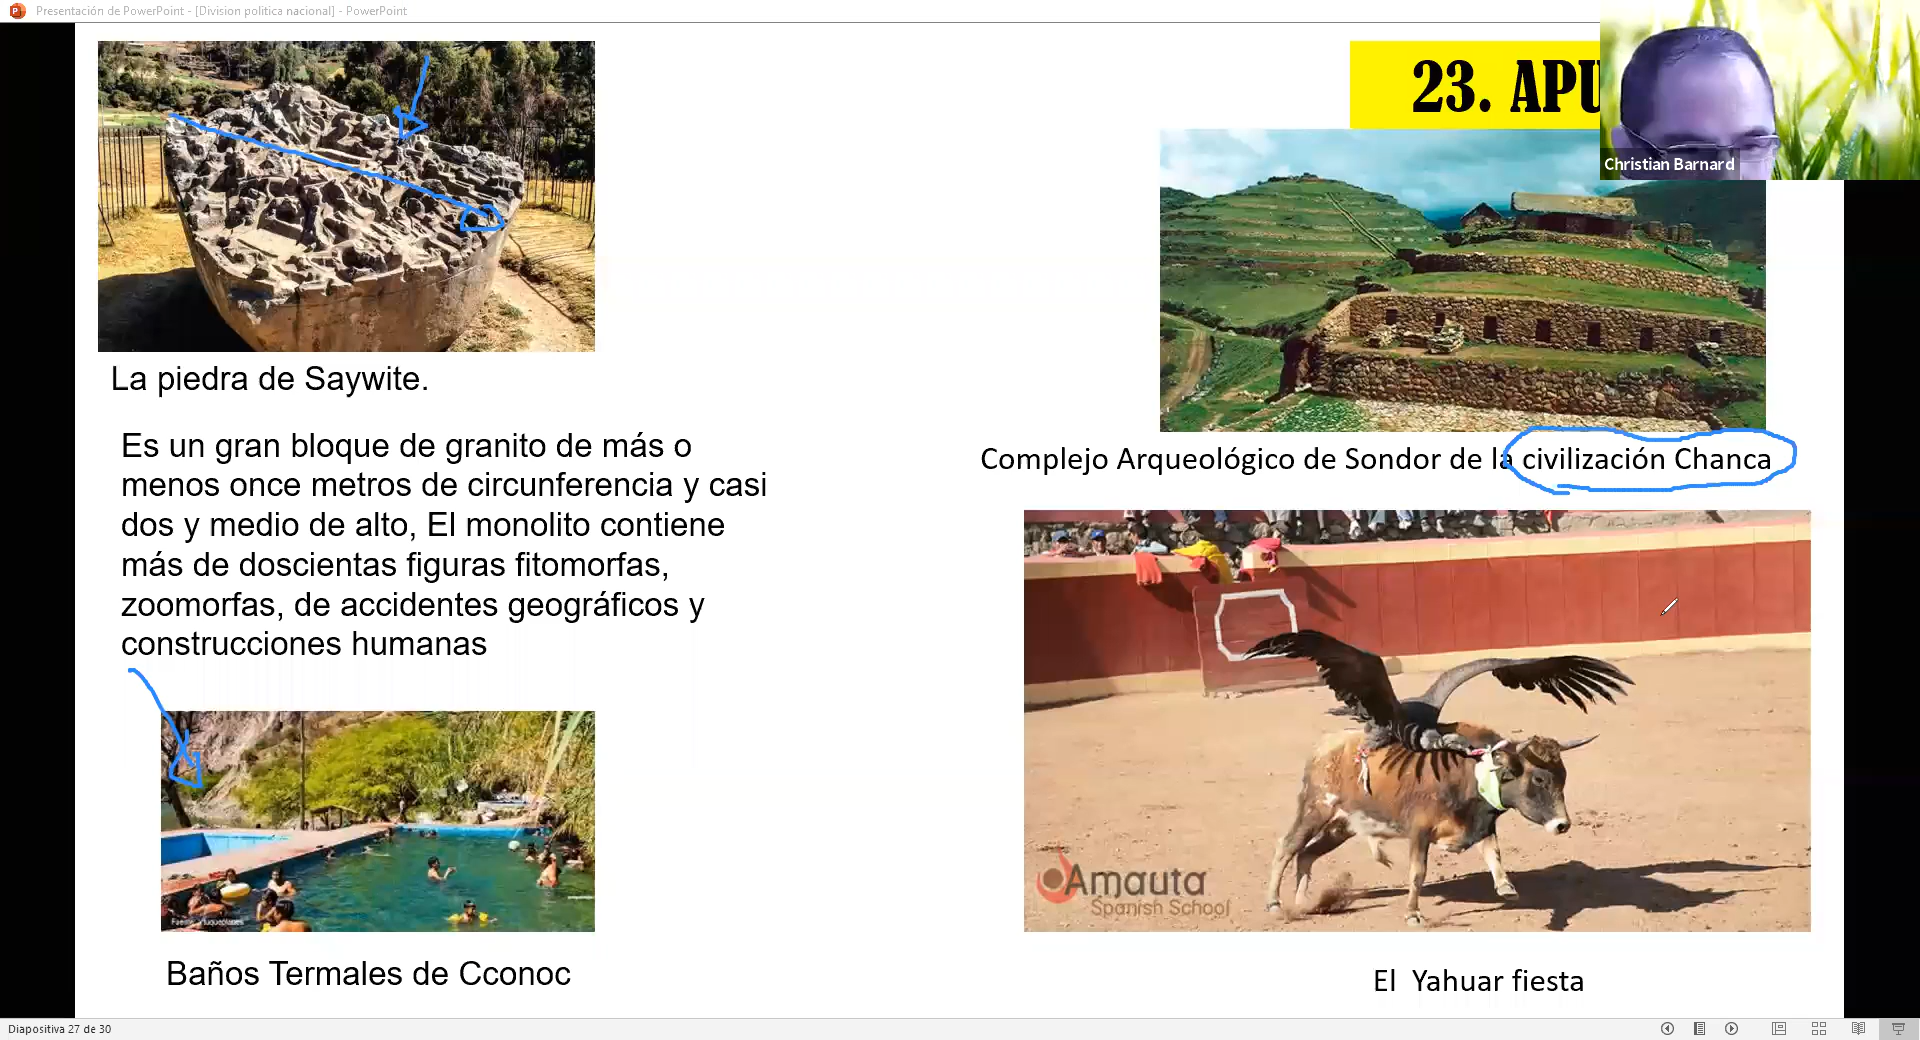 Presentación de PowerPoint - [Division politica nacional] - PowerPoint
23. APU
Christian Barnard
La piedra de Saywite.
Es un gran bloque de granito de más o
menos once metros de circunferencia y casi
dos y medio de alto, El monolito contiene
más de doscientas figuras fitomorfas,
zoomorfas, de accidentes geográficos y
construcciones humanas
Complejo Arqueológico de Sondor de la civilización Chanca
Amauta
Spanish School
Baños Termales de Cconoc
El Yahuar fiesta
Diapositiva 27 de 30